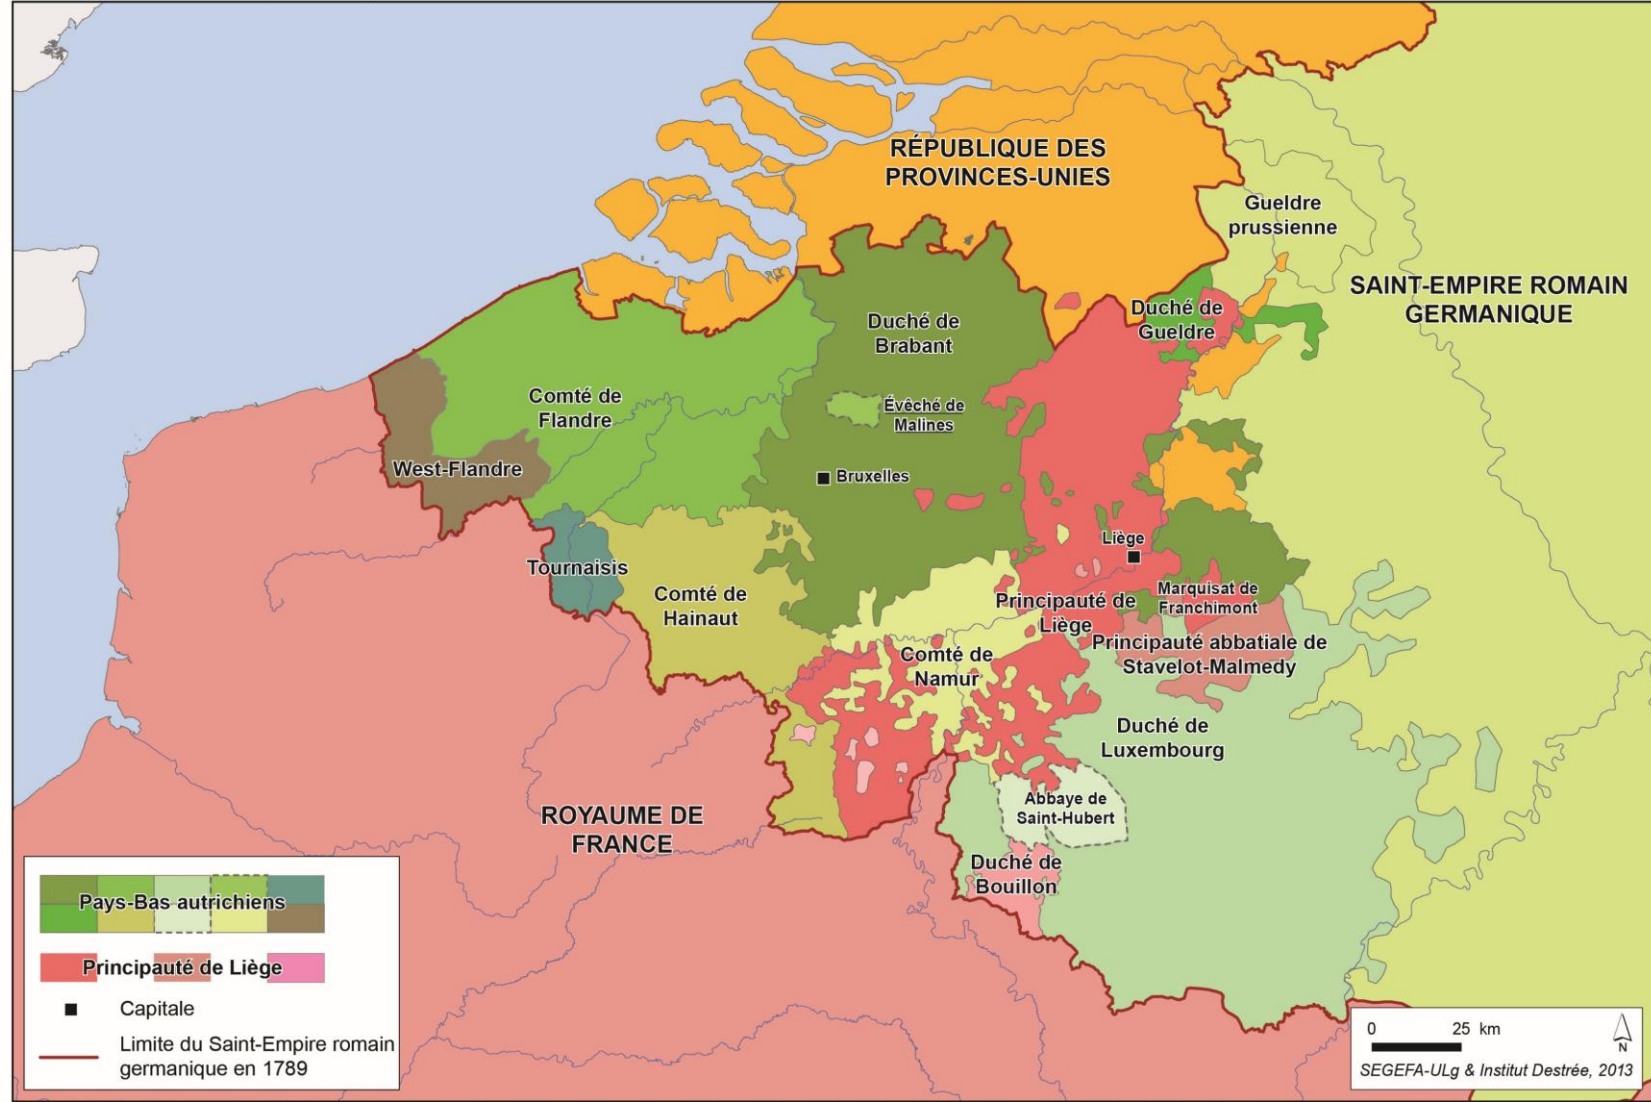 RÉPUBLIQUE DES
PROVINCES-UNIES
Gueldre
prussienne
SAINT-EMPIRE ROMAIN
GERMANIQUE
Duché de
Gueldre
Duché de
Brabant
Comté de
Flandre
Évêché de
Malines
West-Flandre
Bruxelles
Liège
Tournaisis
Comté de
Hainaut
Marquisat de
Franchimont
Principauté de
Liège
Principauté abbatiale de
Stavelot-Malmedy
Comté de
Namur
Duché de
Luxembourg
Abbaye de
Saint-Hubert
ROYAUME DE
FRANCE
Duché de
Bouillon
Pays-Bas autrichiens
Principauté de Liège
Capitale
Limite du Saint-Empire romain
germanique en 1789
0 25 km
N
SEGEFA-ULg & Institut Destrée, 2013